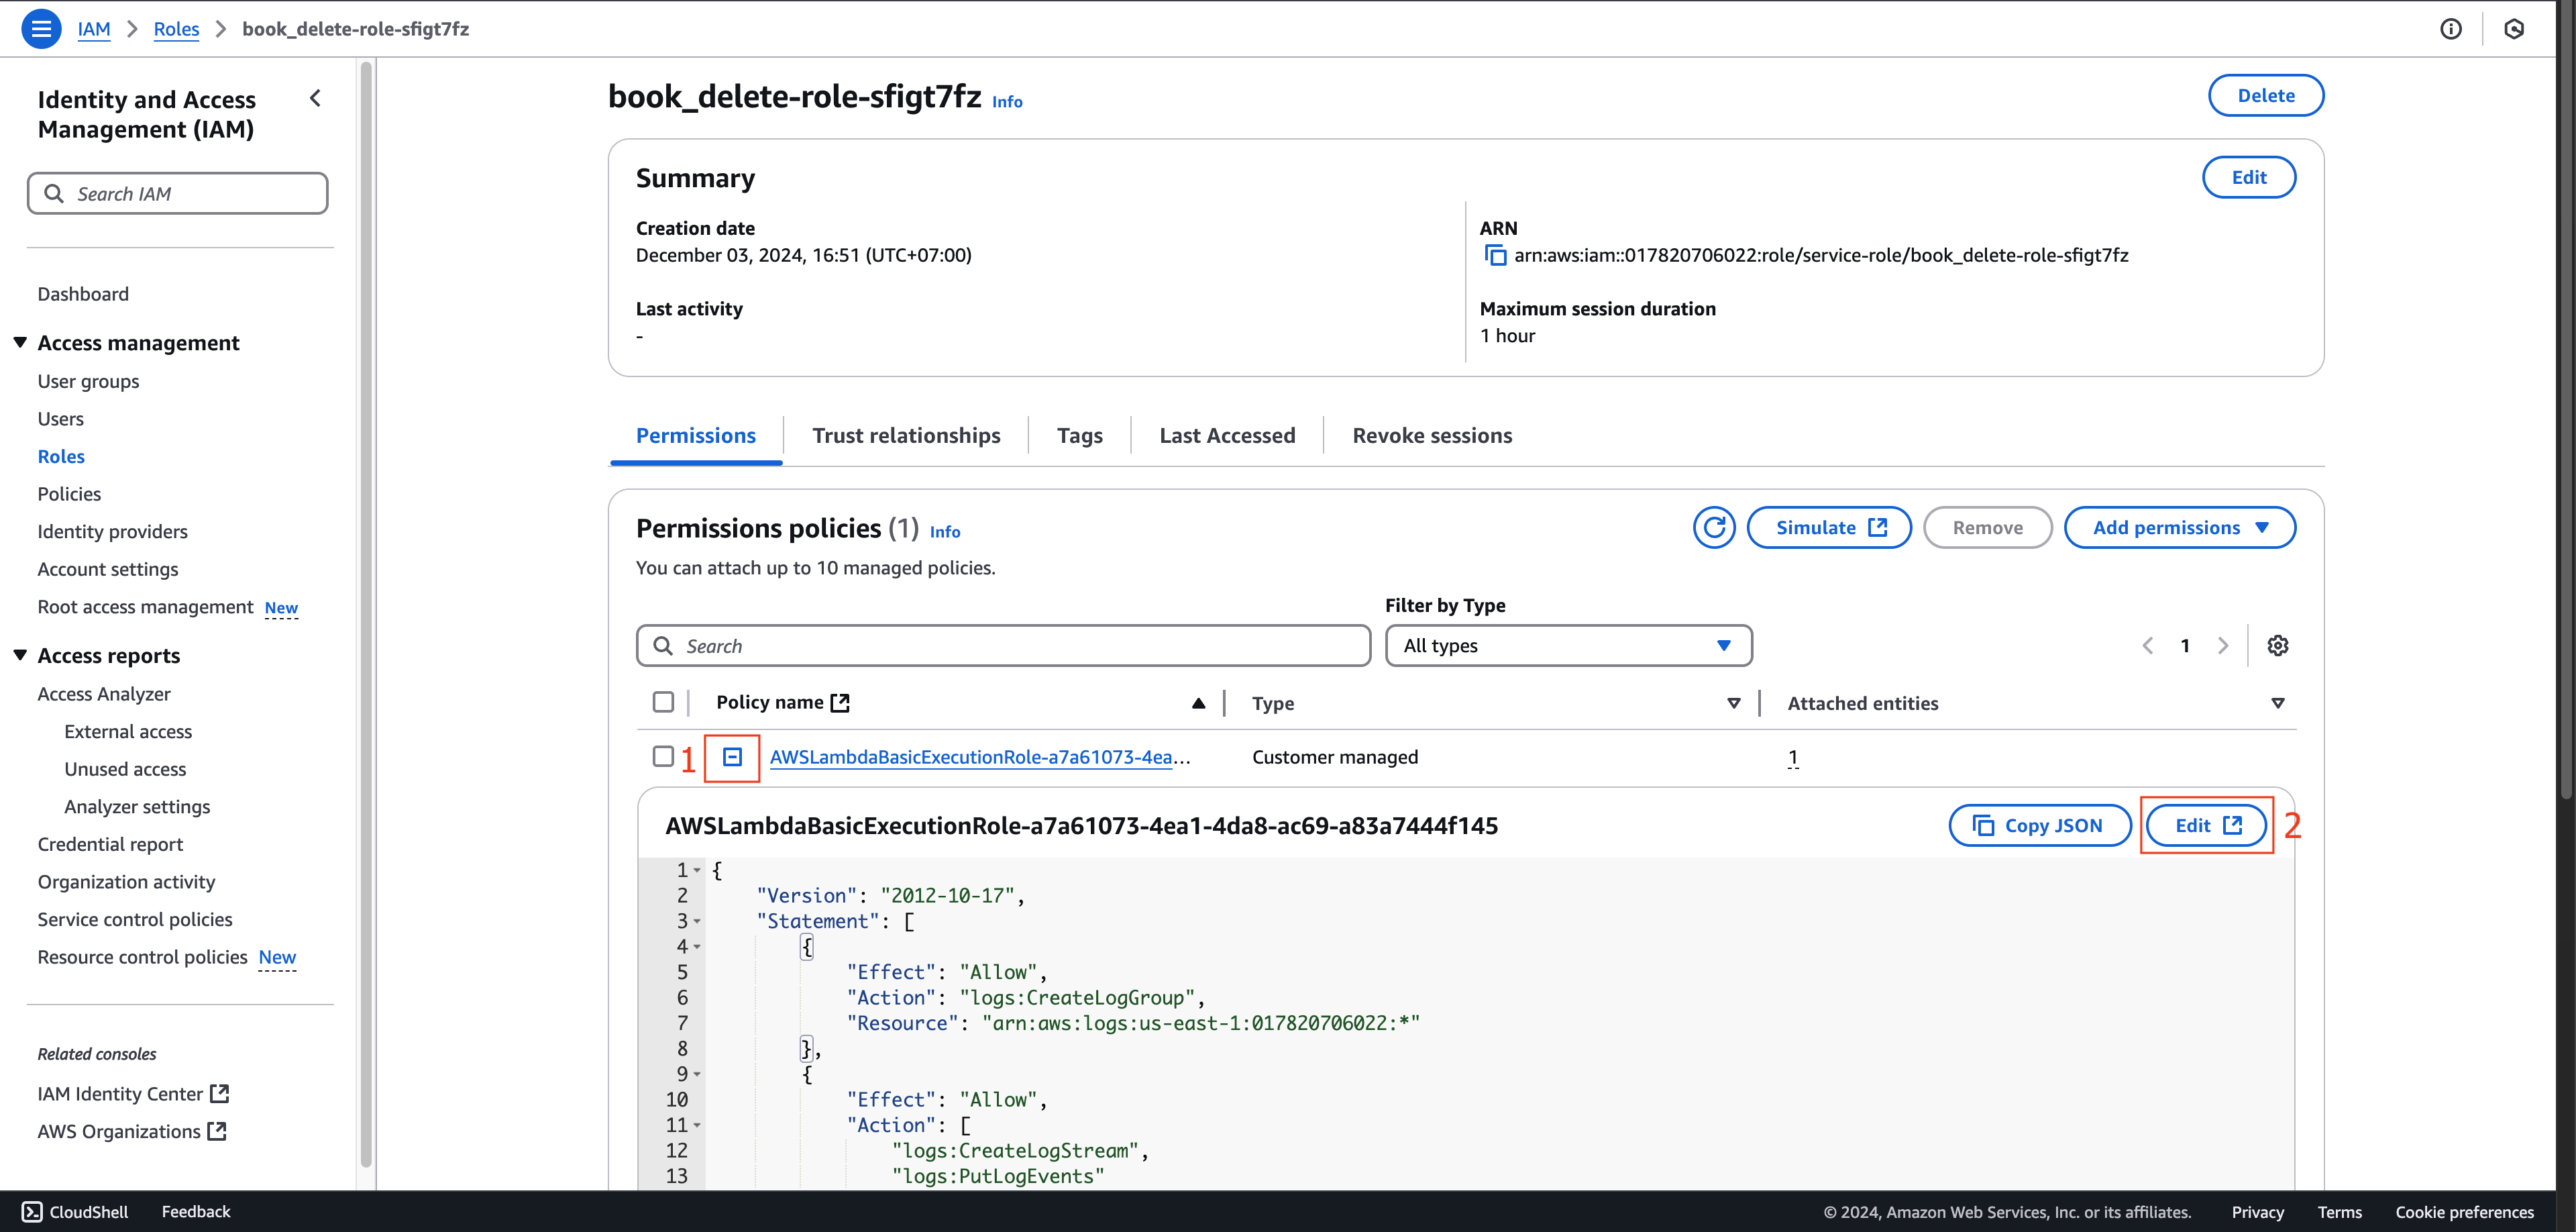 IAM > Roles > book_delete-role-sfigt7fz
Identity and Access
Management (IAM)
Search IAM
Dashboard
Access management
User groups
Users
Roles
Policies
Identity providers
Account settings
Root access management New
Access reports
Access Analyzer
External access
Unused access
Analyzer settings
Credential report
Organization activity
Service control policies
Resource control policies New
Related consoles
IAM Identity Center
AWS Organizations
book_delete-role-sfigt7fz Info
Delete
Summary
Edit
Creation date
December 03, 2024, 16:51 (UTC+07:00)
ARN
arn:aws:iam::017820706022:role/service-role/book_delete-role-sfigt7fz
Last activity
-
Maximum session duration
1 hour
Permissions Trust relationships Tags Last Accessed Revoke sessions
Permissions policies (1) Info
Simulate Remove Add permissions
You can attach up to 10 managed policies.
Filter by Type
Search All types 1
Policy name Type Attached entities
1 AWSLambdaBasicExecutionRole-a7a61073-4ea... Customer managed 1
AWSLambdaBasicExecutionRole-a7a61073-4ea1-4da8-ac69-a83a7444f145 Copy JSON Edit 2
1 {
2 "Version": "2012-10-17",
3 "Statement": [
4 {
5 "Effect": "Allow",
6 "Action": "logs:CreateLogGroup",
7 "Resource": "arn:aws:logs:us-east-1:017820706022:*"
8 },
9 {
10 "Effect": "Allow",
11 "Action": [
12 "logs:CreateLogStream",
13 "logs:PutLogEvents"
CloudShell Feedback © 2024, Amazon Web Services, Inc. or its affiliates. Privacy Terms Cookie preferences